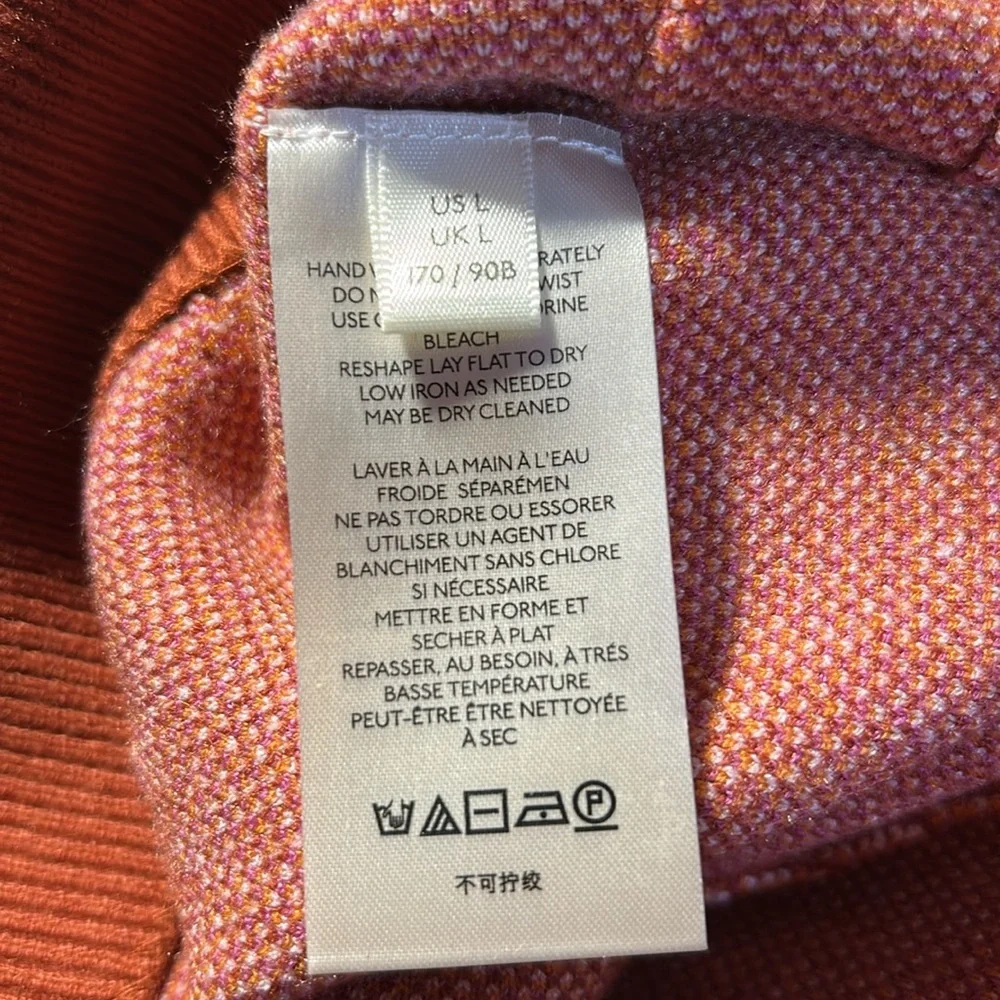 US L
UK L
170 / 90B
HAND RATELY
DO WIST
USE ORINE
BLEACH
RESHAPE LAY FLAT TO DRY
LOW IRON AS NEEDED
MAY BE DRY CLEANED
LAVER À LA MAIN À L'EAU
FROIDE SÉPARÉMEN
NE PAS TORDRE OU ESSORER
UTILISER UN AGENT DE
BLANCHIMENT SANS CHLORE
SI NÉCESSAIRE
METTRE EN FORME ET
SECHER À PLAT
REPASSER, AU BESOIN, À TRÉS
BASSE TEMPÉRATURE
PEUT-ÊTRE ÊTRE NETTOYÉE
À SEC
P
不可拧绞